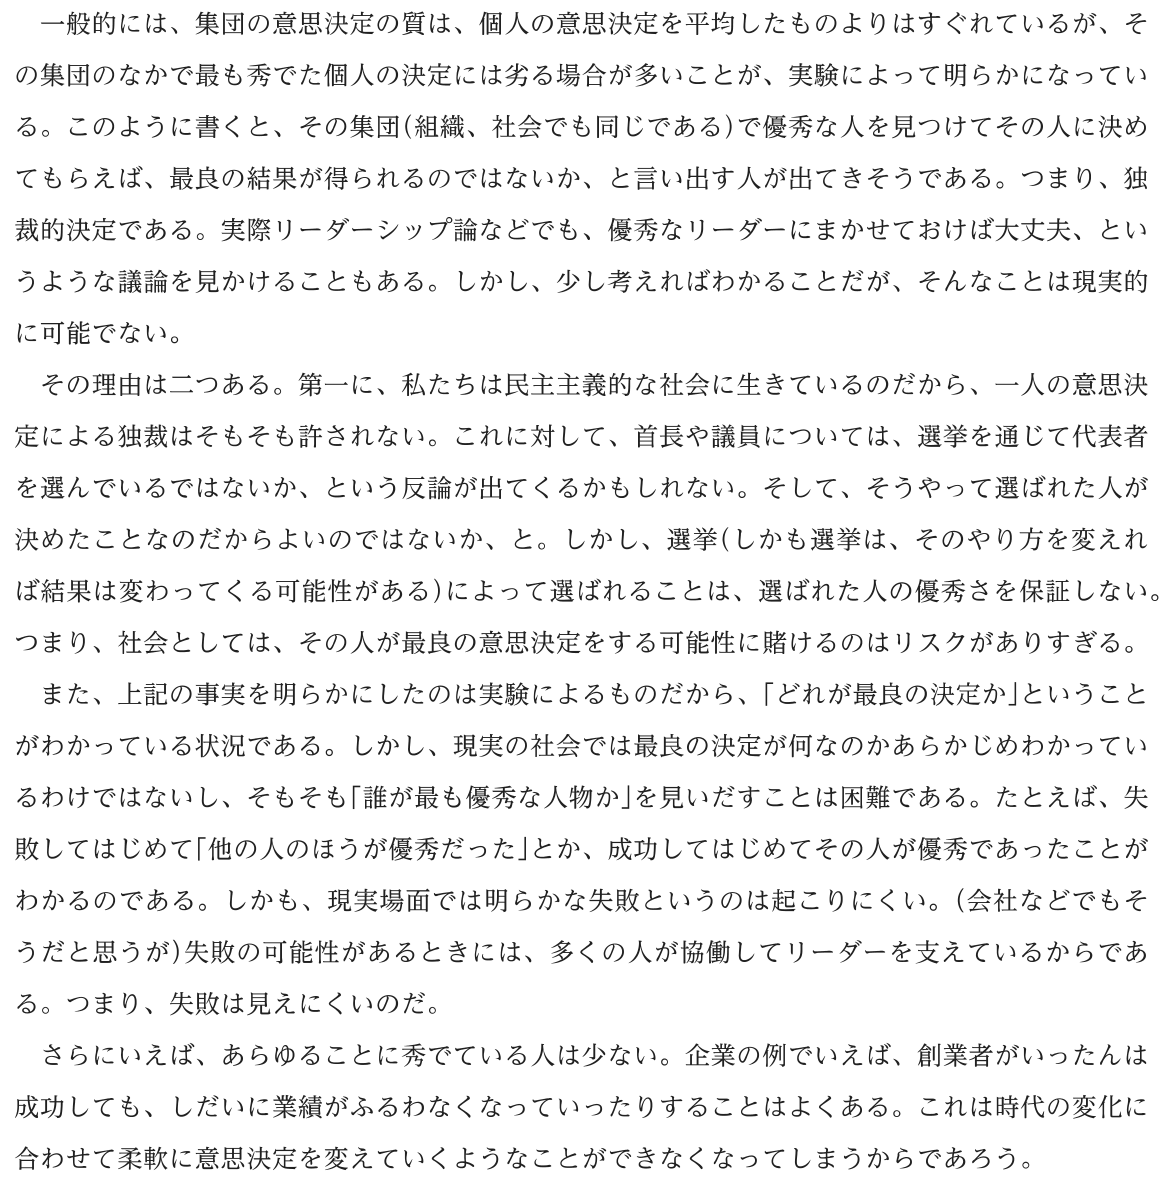 一般的には、集団の意思決定の質は、個人の意思決定を平均したものよりはすぐれているが、そ
の集団のなかで最も秀でた個人の決定には劣る場合が多いことが、実験によって明らかになってい
る。このように書くと、その集団(組織、社会でも同じである)で優秀な人を見つけてその人に決め
てもらえば、最良の結果が得られるのではないか、と言い出す人が出てきそうである。つまり、独
裁的決定である。実際リーダーシップ論などでも、優秀なリーダーにまかせておけば大丈夫、とい
うような議論を見かけることもある。しかし、少し考えればわかることだが、そんなことは現実的
に可能でない。
　その理由は二つある。第一に、私たちは民主主義的な社会に生きているのだから、一人の意思決
定による独裁はそもそも許されない。これに対して、首長や議員については、選挙を通じて代表者
を選んでいるではないか、という反論が出てくるかもしれない。そして、そうやって選ばれた人が
決めたことなのだからよいのではないか、と。しかし、選挙(しかも選挙は、そのやり方を変えれ
ば結果は変わってくる可能性がある)によって選ばれることは、選ばれた人の優秀さを保証しない。
つまり、社会としては、その人が最良の意思決定をする可能性に賭けるのはリスクがありすぎる。
　また、上記の事実を明らかにしたのは実験によるものだから、「どれが最良の決定か」ということ
がわかっている状況である。しかし、現実の社会では最良の決定が何なのかあらかじめわかってい
るわけではないし、そもそも「誰が最も優秀な人物か」を見いだすことは困難である。たとえば、失
敗してはじめて「他の人のほうが優秀だった」とか、成功してはじめてその人が優秀であったことが
わかるのである。しかも、現実場面では明らかな失敗というのは起こりにくい。(会社などでもそ
うだと思うが)失敗の可能性があるときには、多くの人が協働してリーダーを支えているからであ
る。つまり、失敗は見えにくいのだ。
　さらにいえば、あらゆることに秀でている人は少ない。企業の例でいえば、創業者がいったんは
成功しても、しだいに業績がふるわなくなっていったりすることはよくある。これは時代の変化に
合わせて柔軟に意思決定を変えていくようなことができなくなってしまうからであろう。